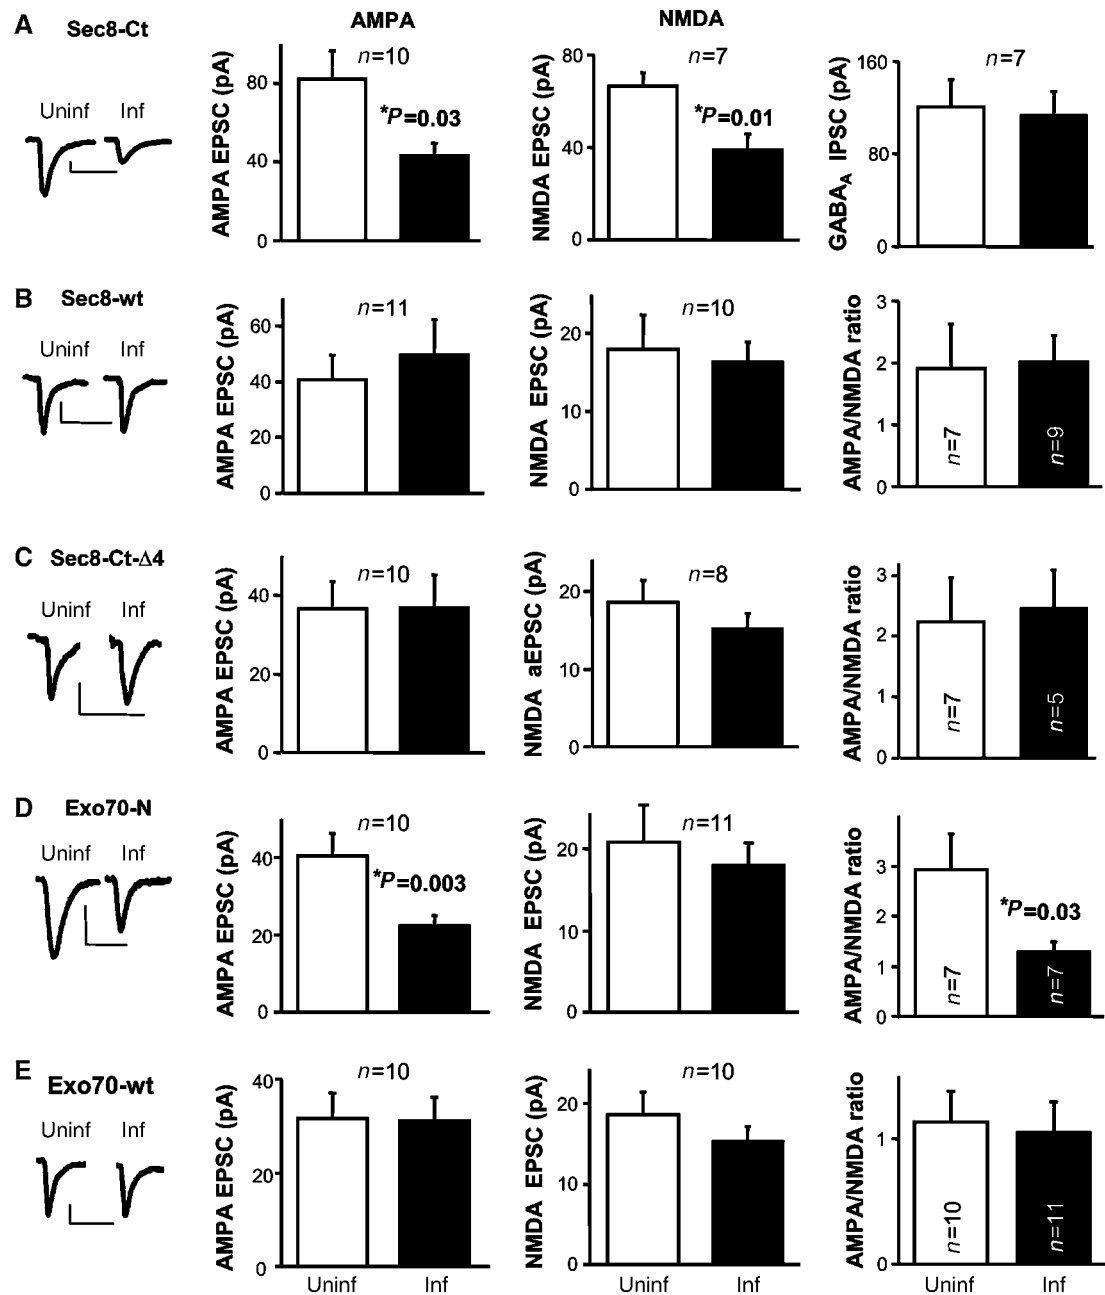 A Sec8-Ct
Uninf Inf
AMPA
AMPA EPSC (pA)
80
40
0
n=10
*P=0.03
NMDA
NMDA EPSC (pA)
80
40
0
n=7
*P=0.01
GABAA IPSC (pA)
160
80
0
n=7
B Sec8-wt
Uninf Inf
AMPA EPSC (pA)
60
40
20
0
n=11
NMDA EPSC (pA)
20
10
0
n=10
AMPA/NMDA ratio
3
2
1
0
n=7
n=9
C Sec8-Ct-Δ4
Uninf Inf
AMPA EPSC (pA)
40
20
0
n=10
NMDA aEPSC (pA)
20
10
0
n=8
AMPA/NMDA ratio
3
2
1
0
n=7
n=5
D Exo70-N
Uninf Inf
AMPA EPSC (pA)
40
20
0
n=10
*P=0.003
NMDA EPSC (pA)
20
10
0
n=11
AMPA/NMDA ratio
3
2
1
0
*P=0.03
n=7
n=7
E Exo70-wt
Uninf Inf
AMPA EPSC (pA)
40
20
0
n=10
Uninf Inf
NMDA EPSC (pA)
20
10
0
n=10
Uninf Inf
AMPA/NMDA ratio
1
0
n=10
n=11
Uninf Inf